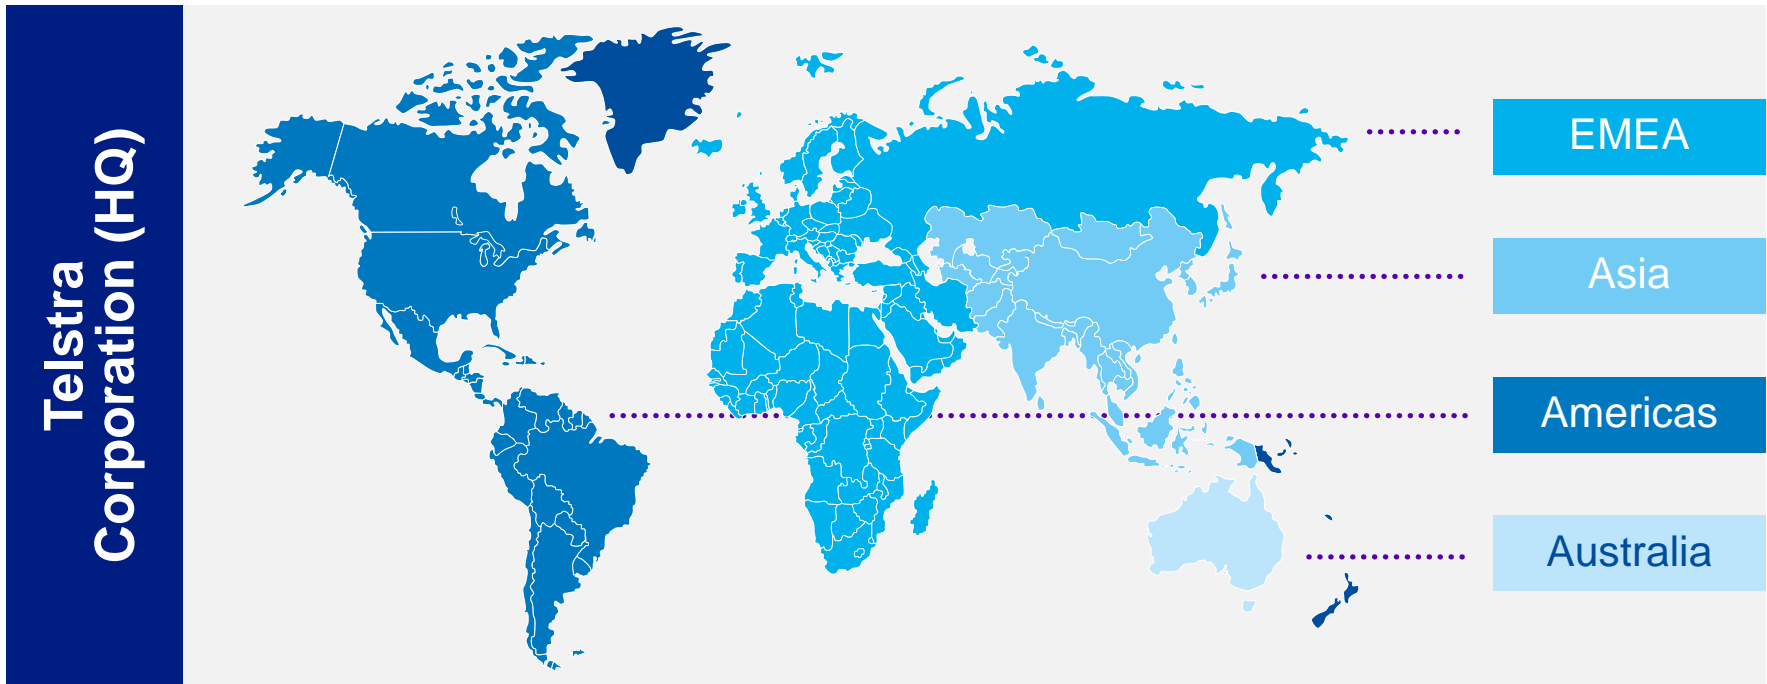 Telstra
Corporation (HQ)
EMEA
Asia
Americas
Australia